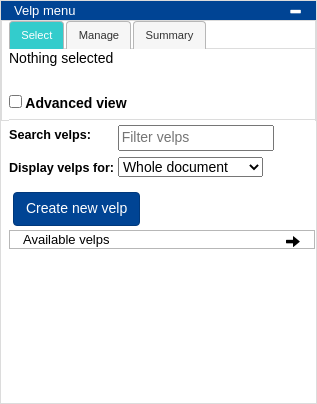 Velp menu
Select Manage Summary
Nothing selected
Advanced view
Search velps: Filter velps
Display velps for: Whole document
Create new velp
Available velps